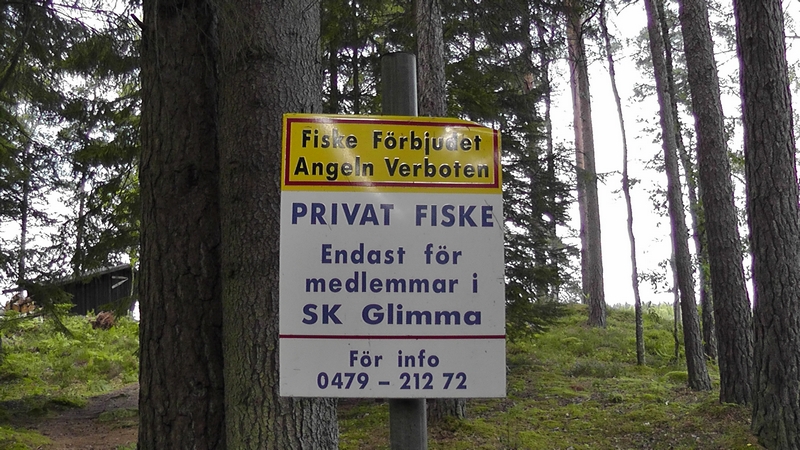 Fiske Förbjudet
Angeln Verboten
PRIVAT FISKE
Endast för
medlemmar i
SK Glimma
För info
0479 – 212 72